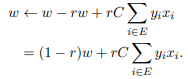 w ← w − rw + rC ∑_{i∈E} y_i x_i
= (1 − r)w + rC ∑_{i∈E} y_i x_i.